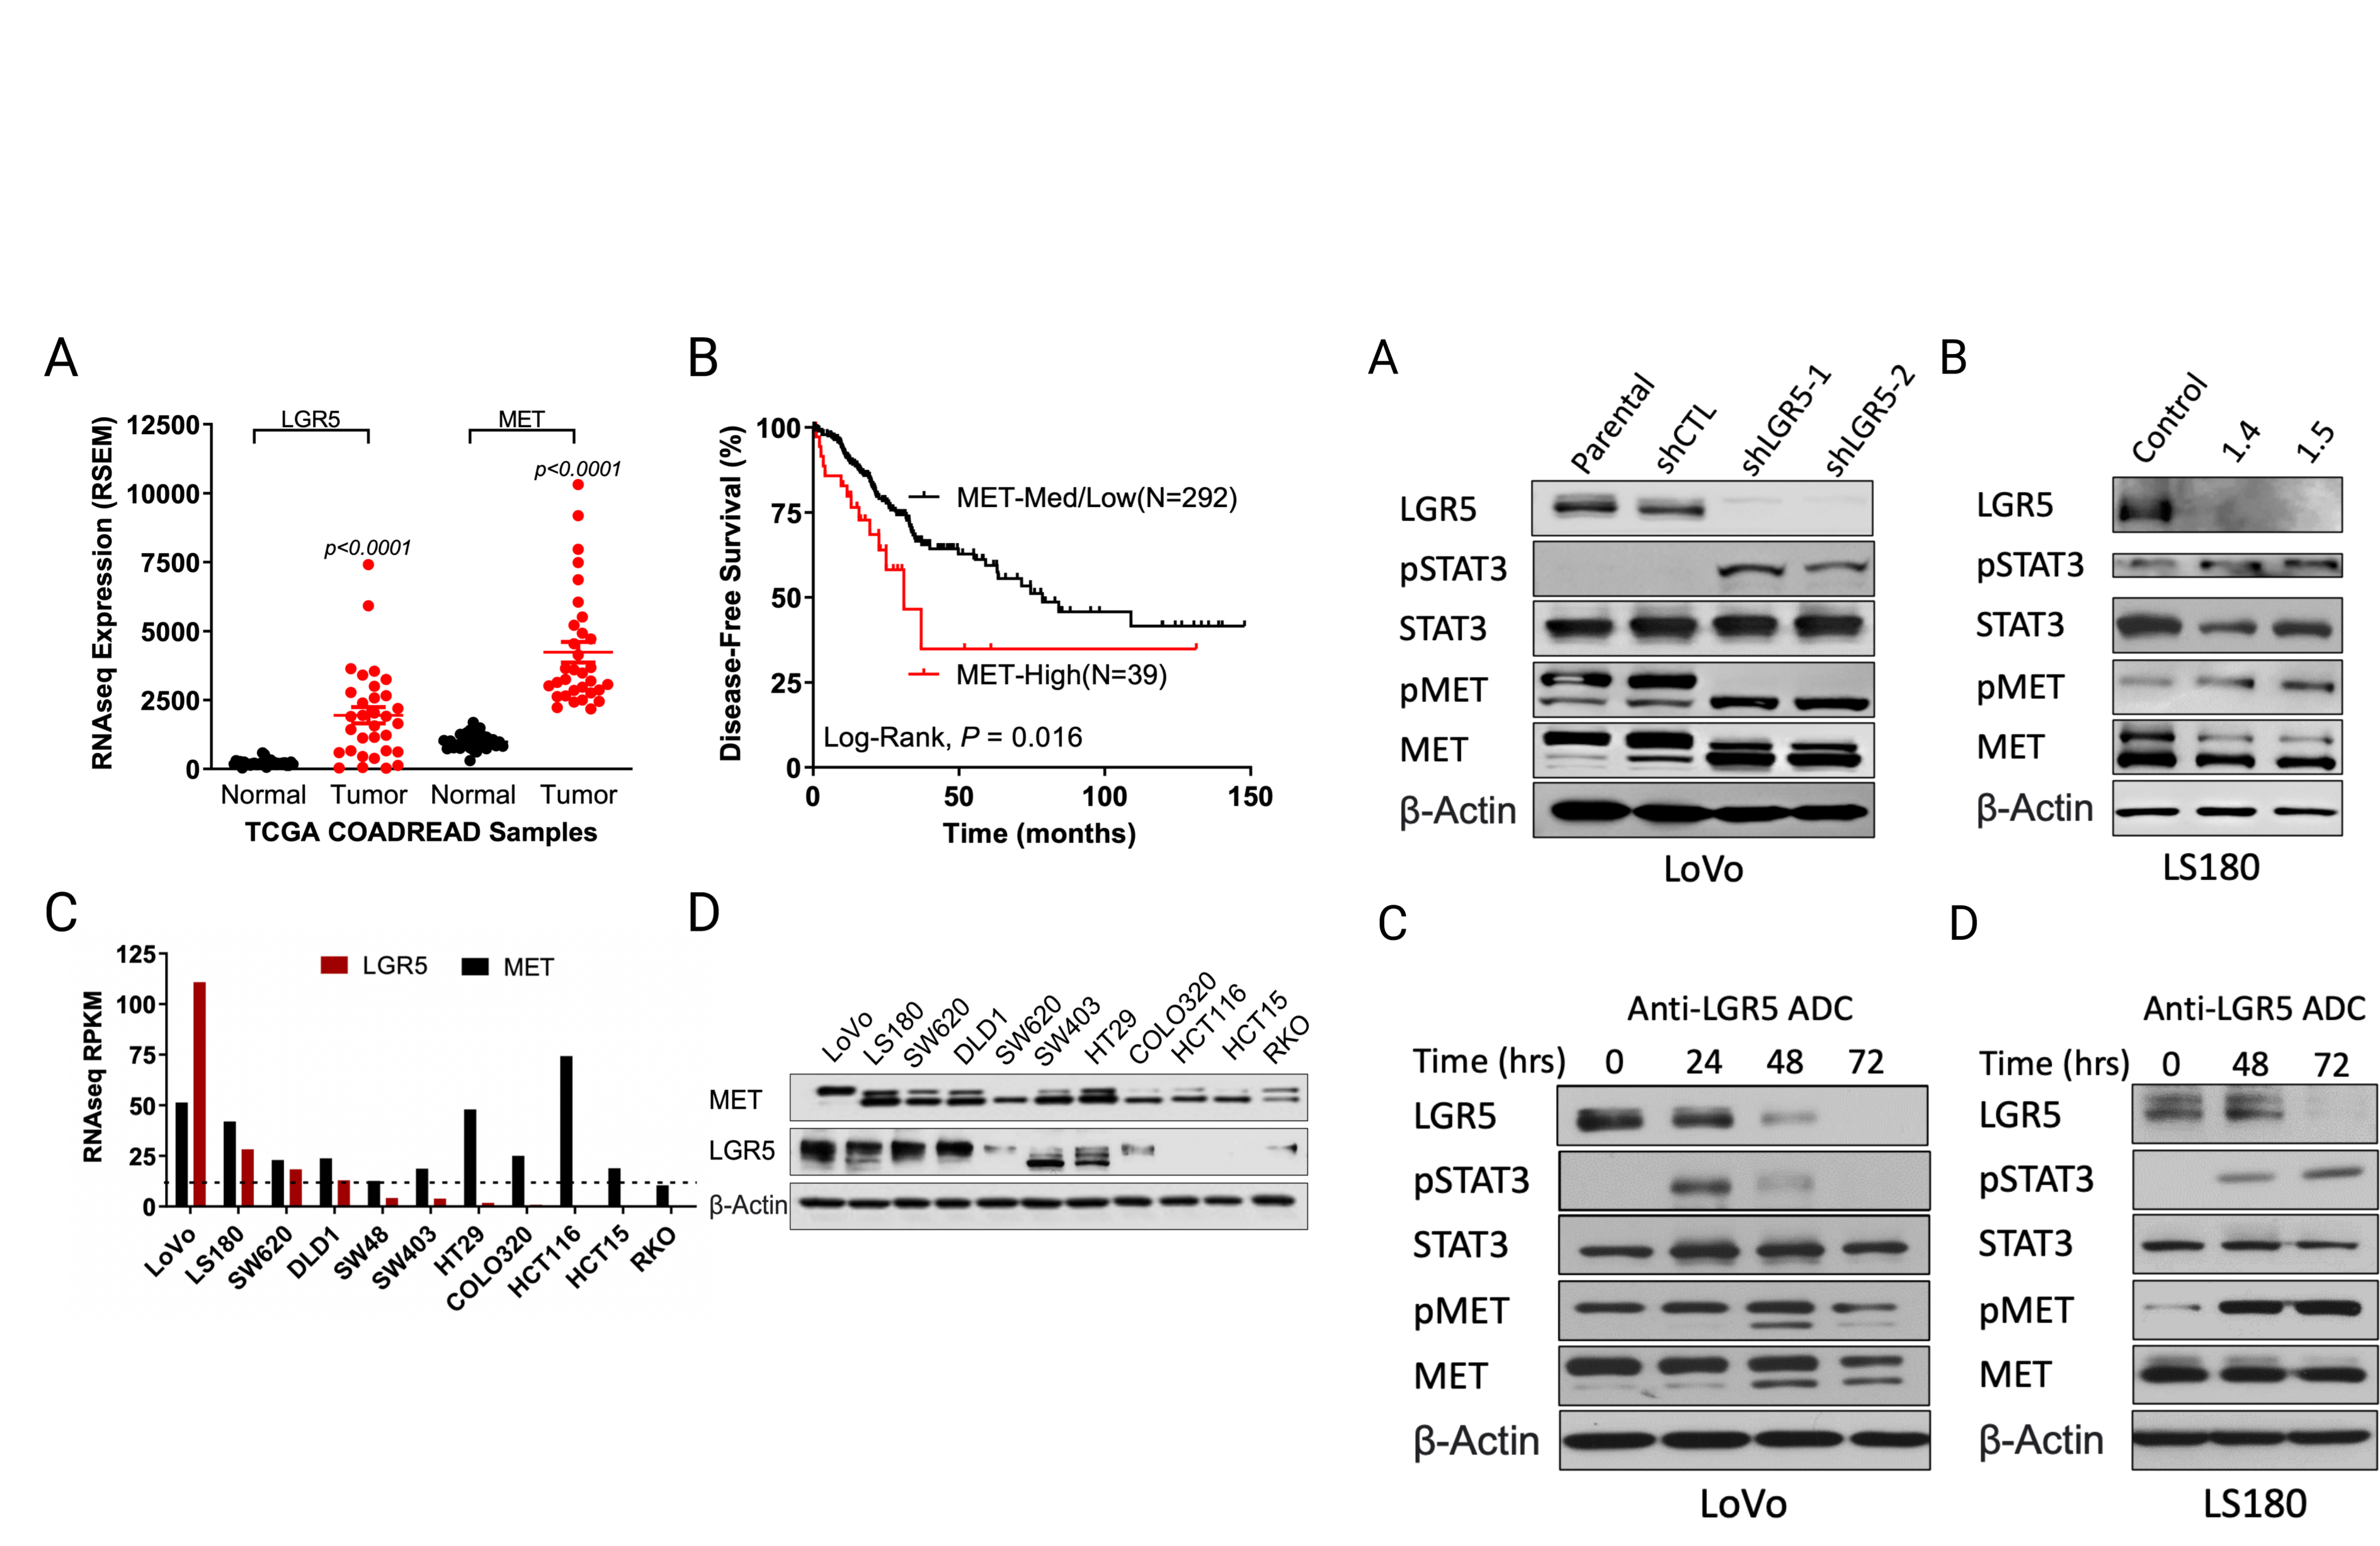 A
RNAseq Expression (RSEM)
12500
10000
7500
5000
2500
0
LGR5
MET
p<0.0001
p<0.0001
Normal Tumor Normal Tumor
TCGA COADREAD Samples
B
Disease-Free Survival (%)
100
75
50
25
0
MET-Med/Low(N=292)
MET-High(N=39)
Log-Rank, P = 0.016
0 50 100 150
Time (months)
C
RNAseq RPKM
125
100
75
50
25
0
LGR5 MET
LoVo
LS180
SW620
DLD1
SW48
SW403
HT29
COLO320
HCT116
HCT15
RKO
D
LoVo
LS180
SW620
DLD1
SW620
SW403
HT29
COLO320
HCT116
HCT15
RKO
MET
LGR5
β-Actin
A
Parental
shCTL
shLGR5-1
shLGR5-2
LGR5
pSTAT3
STAT3
pMET
MET
β-Actin
LoVo
B
Control
1.4
1.5
LGR5
pSTAT3
STAT3
pMET
MET
β-Actin
LS180
C
Anti-LGR5 ADC
Time (hrs) 0 24 48 72
LGR5
pSTAT3
STAT3
pMET
MET
β-Actin
LoVo
D
Anti-LGR5 ADC
Time (hrs) 0 48 72
LGR5
pSTAT3
STAT3
pMET
MET
β-Actin
LS180